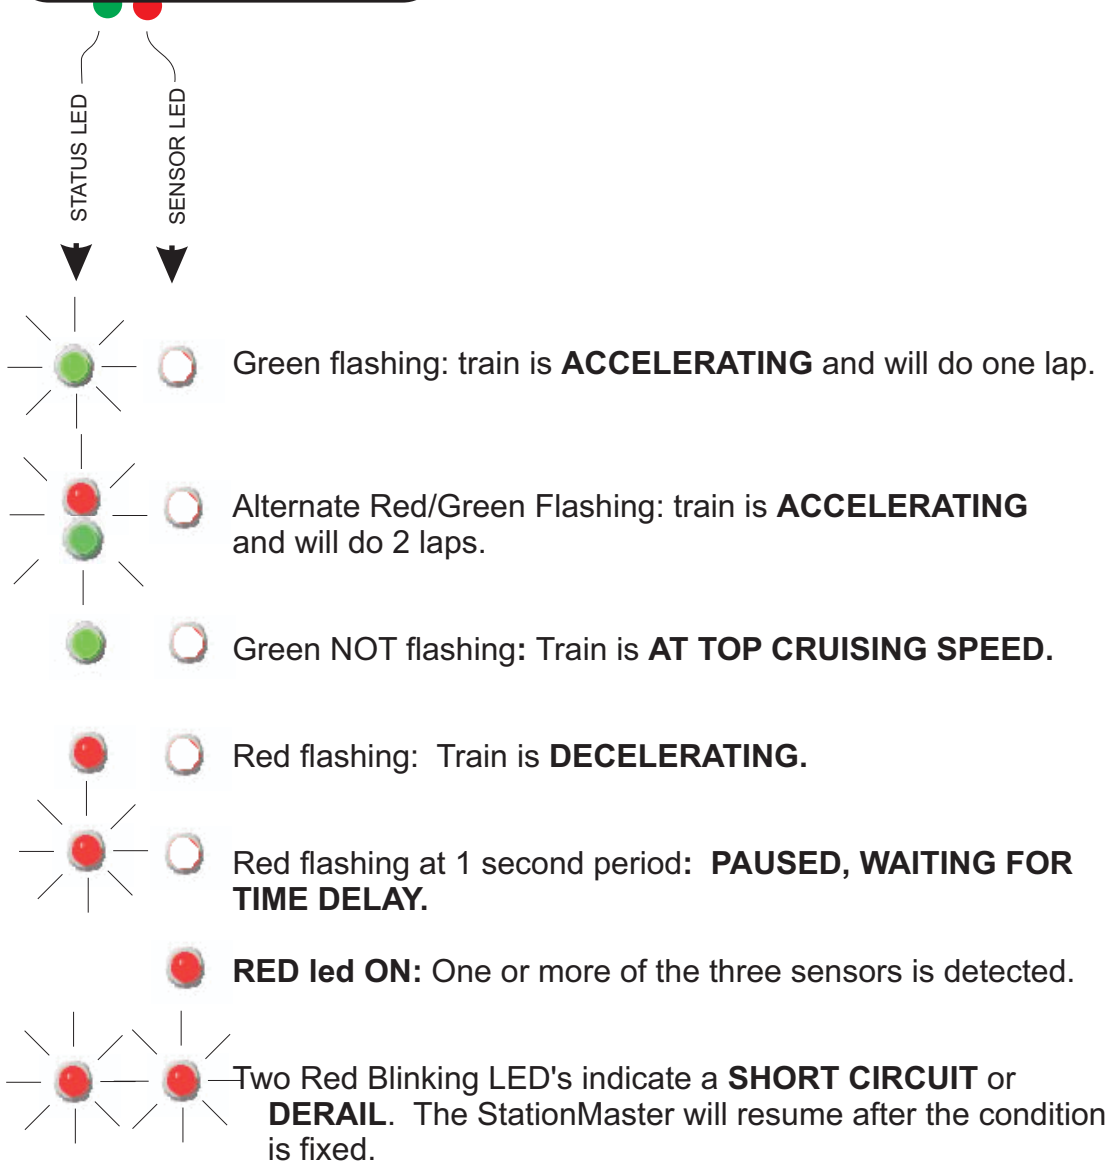 STATUS LED
SENSOR LED
Green flashing: train is ACCELERATING and will do one lap.
Alternate Red/Green Flashing: train is ACCELERATING
and will do 2 laps.
Green NOT flashing: Train is AT TOP CRUISING SPEED.
Red flashing:  Train is DECELERATING.
Red flashing at 1 second period:  PAUSED, WAITING FOR
TIME DELAY.
RED led ON: One or more of the three sensors is detected.
Two Red Blinking LED's indicate a SHORT CIRCUIT or
DERAIL.  The StationMaster will resume after the condition
is fixed.